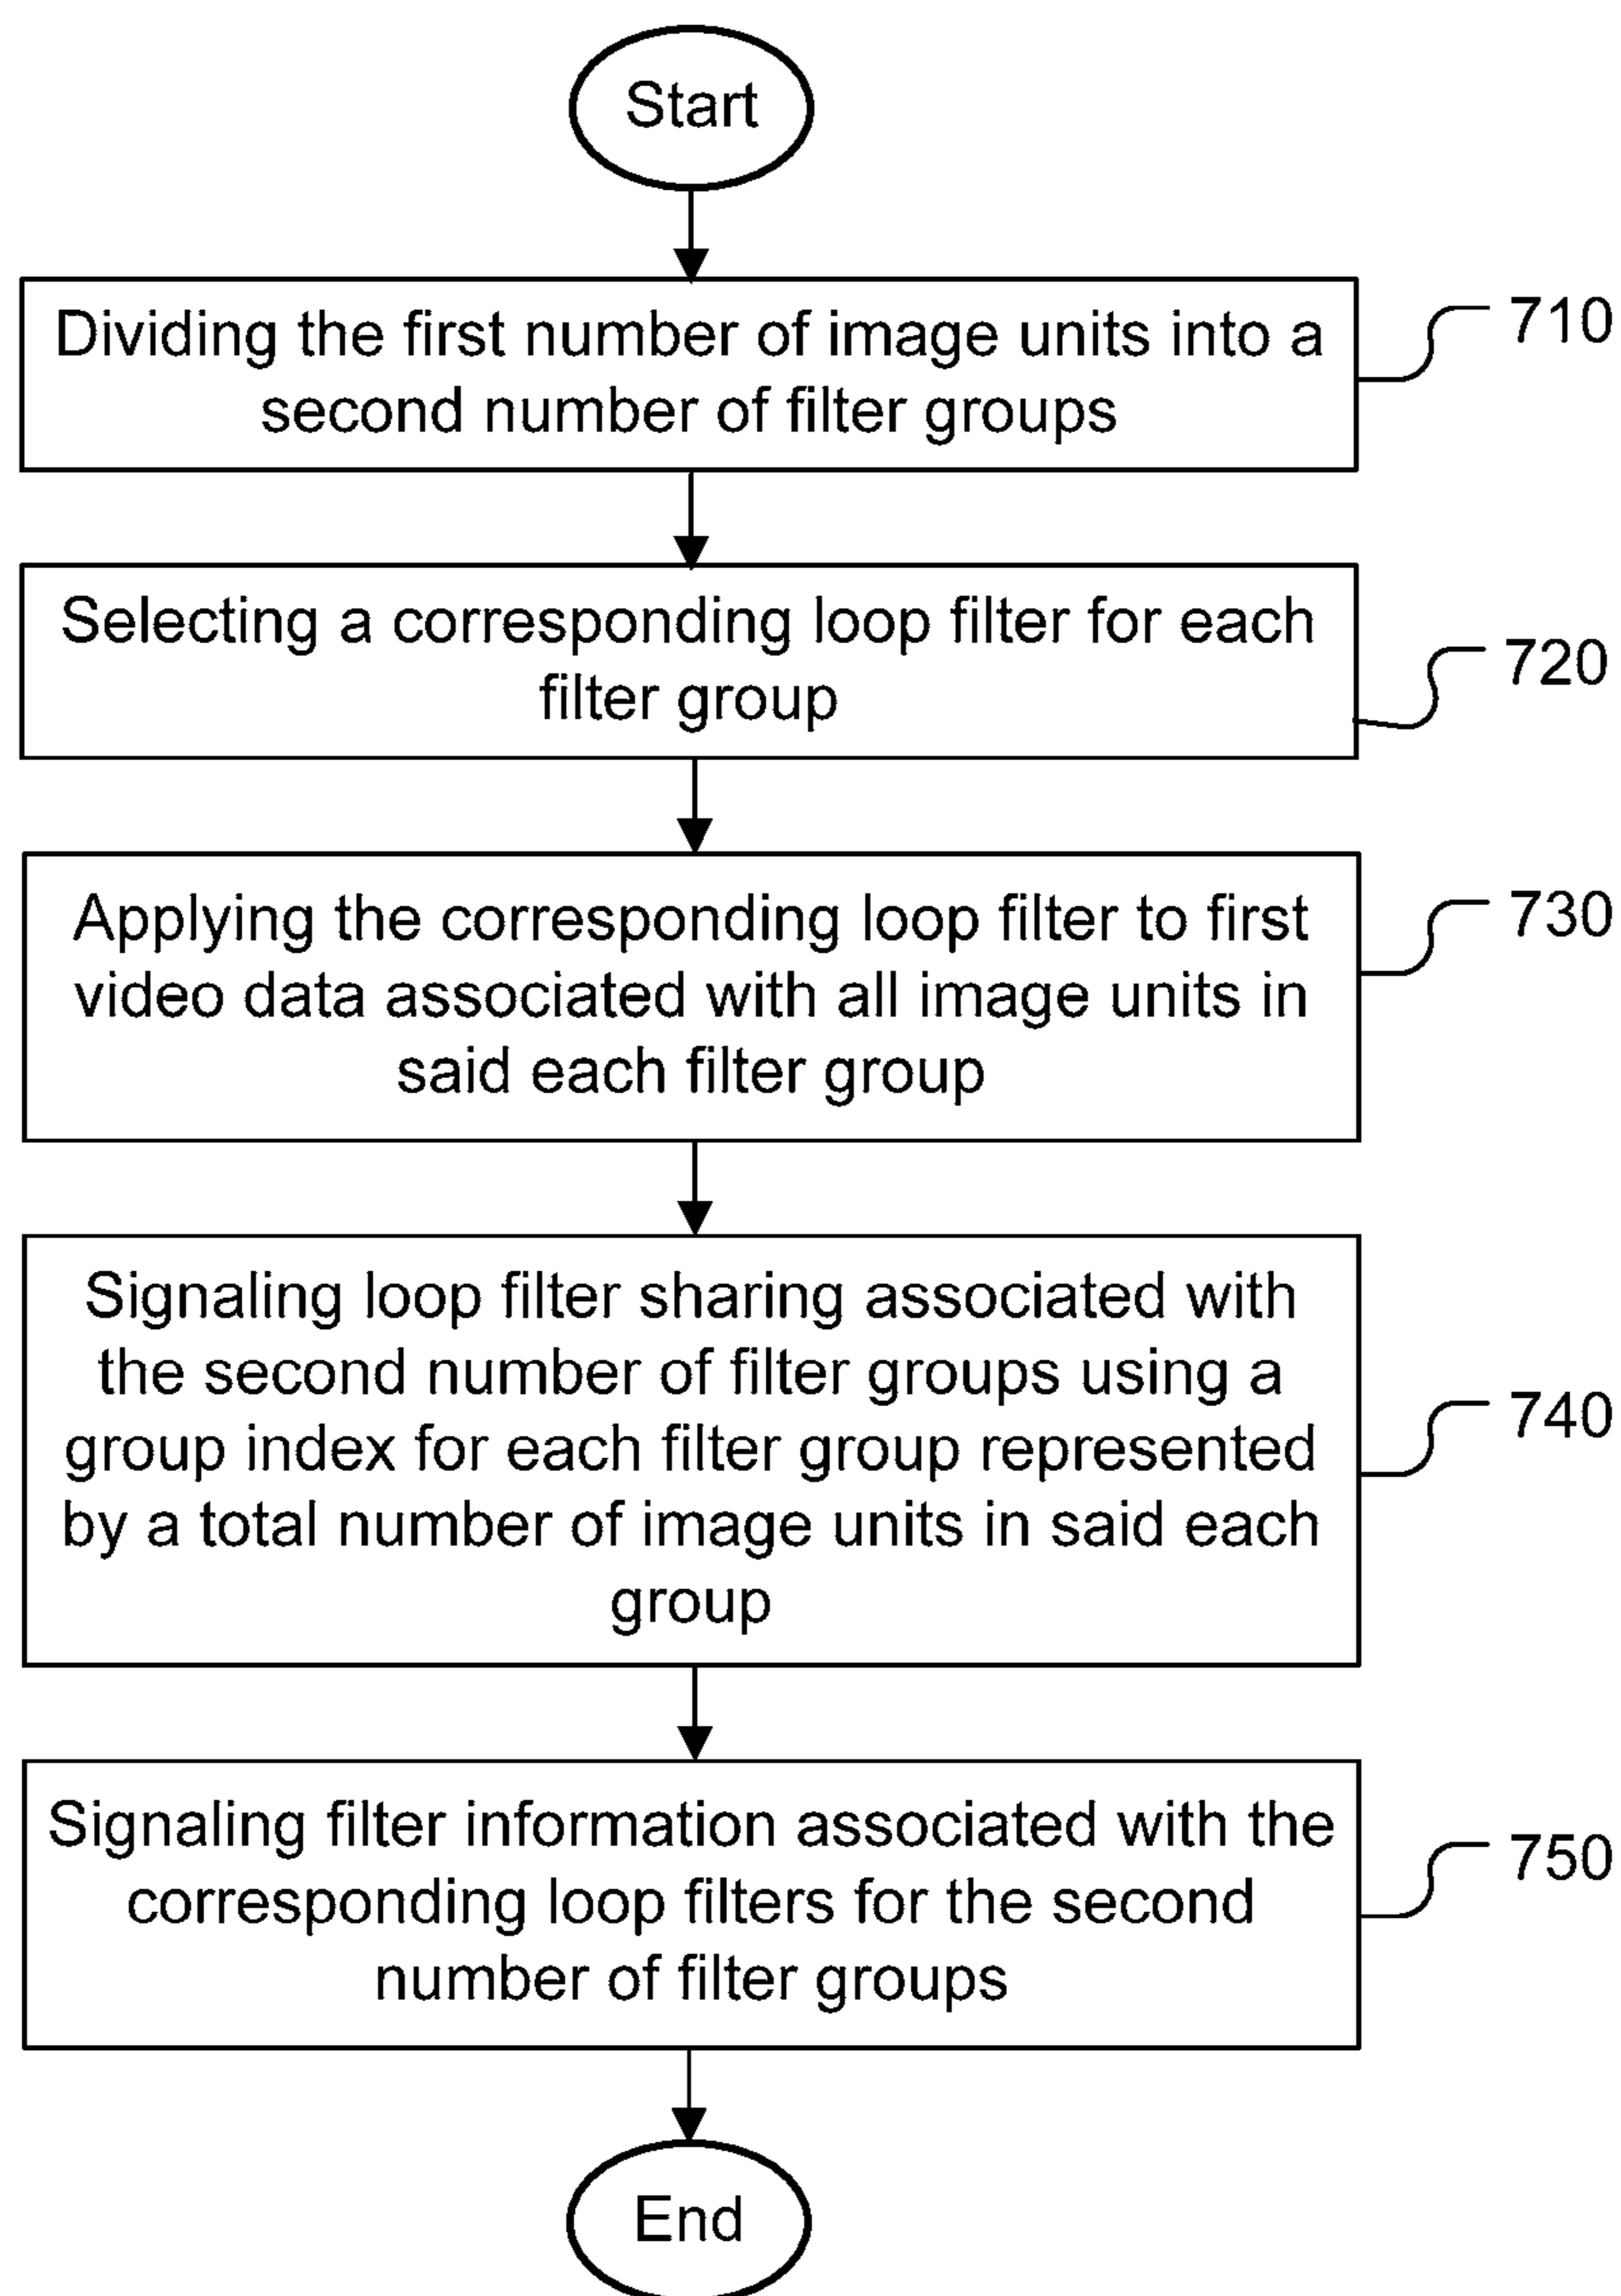 Start
Dividing the first number of image units into a
second number of filter groups
710
Selecting a corresponding loop filter for each
filter group
720
Applying the corresponding loop filter to first
video data associated with all image units in
said each filter group
730
Signaling loop filter sharing associated with
the second number of filter groups using a
group index for each filter group represented
by a total number of image units in said each
group
740
Signaling filter information associated with the
corresponding loop filters for the second
number of filter groups
750
End